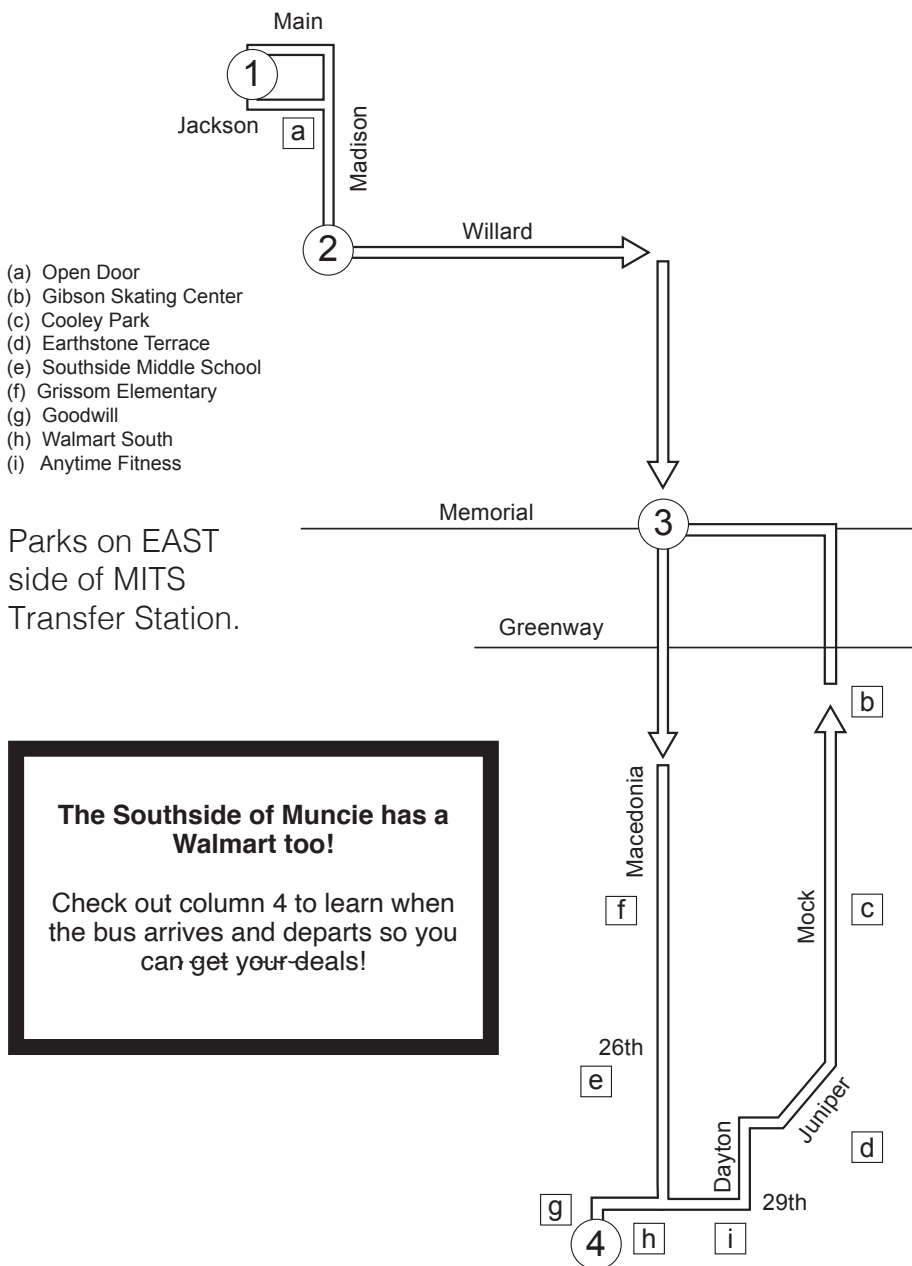 Main
1
Jackson
a
Madison
2
Willard
(a) Open Door
(b) Gibson Skating Center
(c) Cooley Park
(d) Earthstone Terrace
(e) Southside Middle School
(f) Grissom Elementary
(g) Goodwill
(h) Walmart South
(i) Anytime Fitness
Memorial
3
Parks on EAST
side of MITS
Transfer Station.
Greenway
b
The Southside of Muncie has a
Walmart too!
Check out column 4 to learn when
the bus arrives and departs so you
can get your deals!
Macedonia
f
Mock
c
26th
e
Juniper
d
Dayton
29th
g
4
h
i